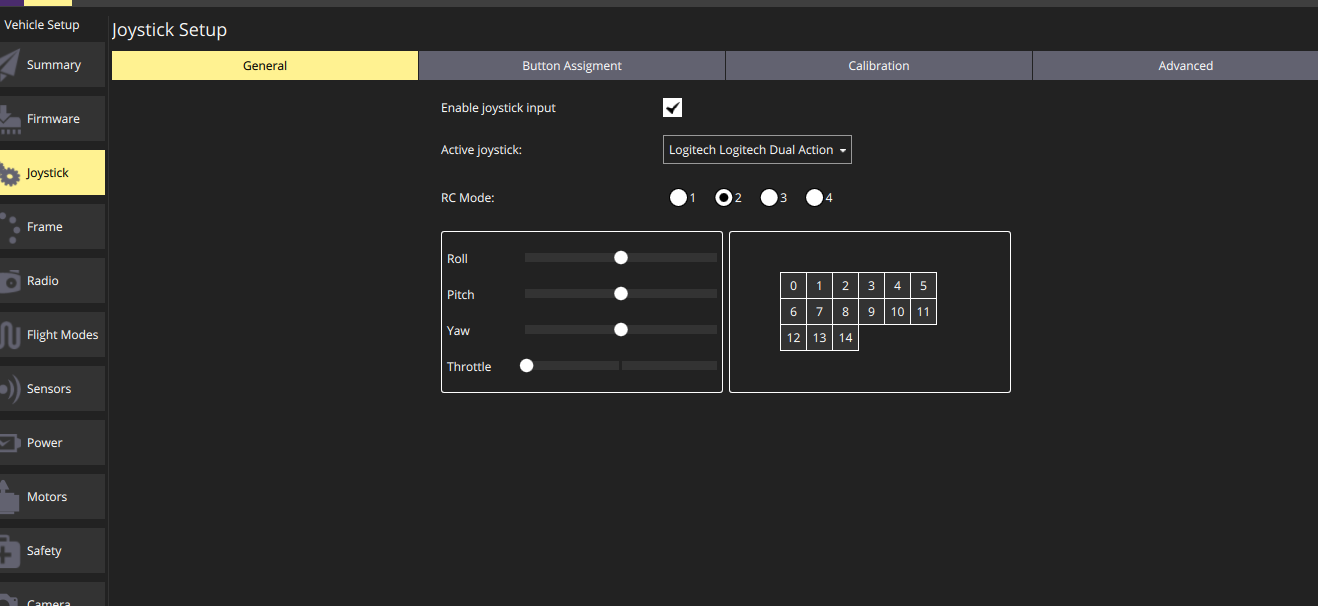 Vehicle Setup
Joystick Setup
Summary
Firmware
Joystick
Frame
Radio
Flight Modes
Sensors
Power
Motors
Safety
Camera
General
Button Assigment
Calibration
Advanced
Enable joystick input
Active joystick:
Logitech Logitech Dual Action
RC Mode:
1 2 3 4
Roll
Pitch
Yaw
Throttle
0 1 2 3 4 5
6 7 8 9 10 11
12 13 14